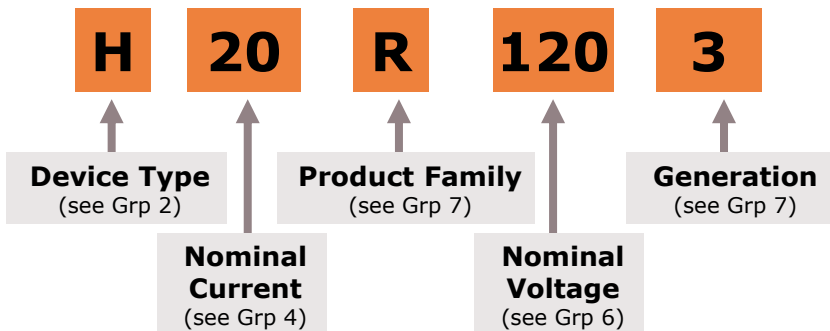 H 20 R 120 3
Device Type
(see Grp 2)
Product Family
(see Grp 7)
Generation
(see Grp 7)
Nominal
Current
(see Grp 4)
Nominal
Voltage
(see Grp 6)